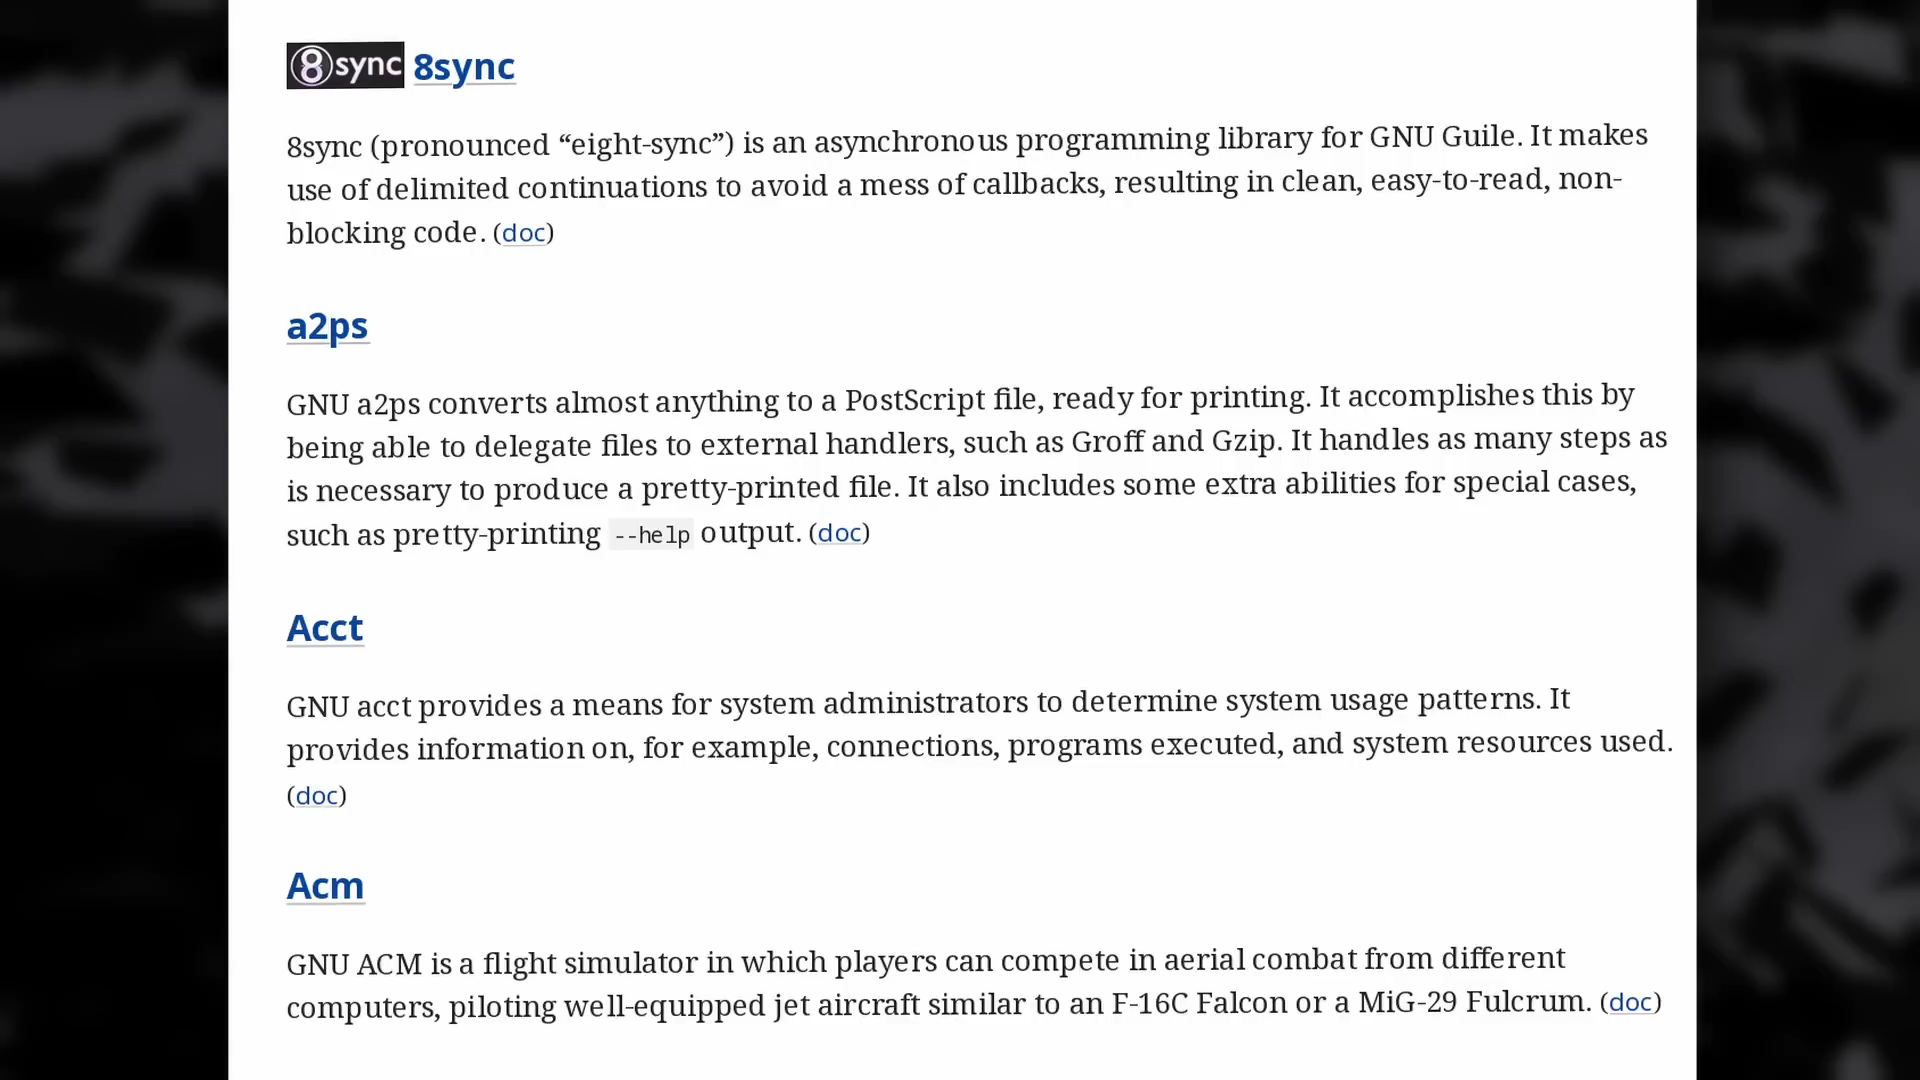 8sync 8sync
8sync (pronounced “eight-sync”) is an asynchronous programming library for GNU Guile. It makes
use of delimited continuations to avoid a mess of callbacks, resulting in clean, easy-to-read, non-
blocking code. (doc)
a2ps
GNU a2ps converts almost anything to a PostScript file, ready for printing. It accomplishes this by
being able to delegate files to external handlers, such as Groff and Gzip. It handles as many steps as
is necessary to produce a pretty-printed file. It also includes some extra abilities for special cases,
such as pretty-printing --help output. (doc)
Acct
GNU acct provides a means for system administrators to determine system usage patterns. It
provides information on, for example, connections, programs executed, and system resources used.
(doc)
Acm
GNU ACM is a flight simulator in which players can compete in aerial combat from different
computers, piloting well-equipped jet aircraft similar to an F-16C Falcon or a MiG-29 Fulcrum. (doc)